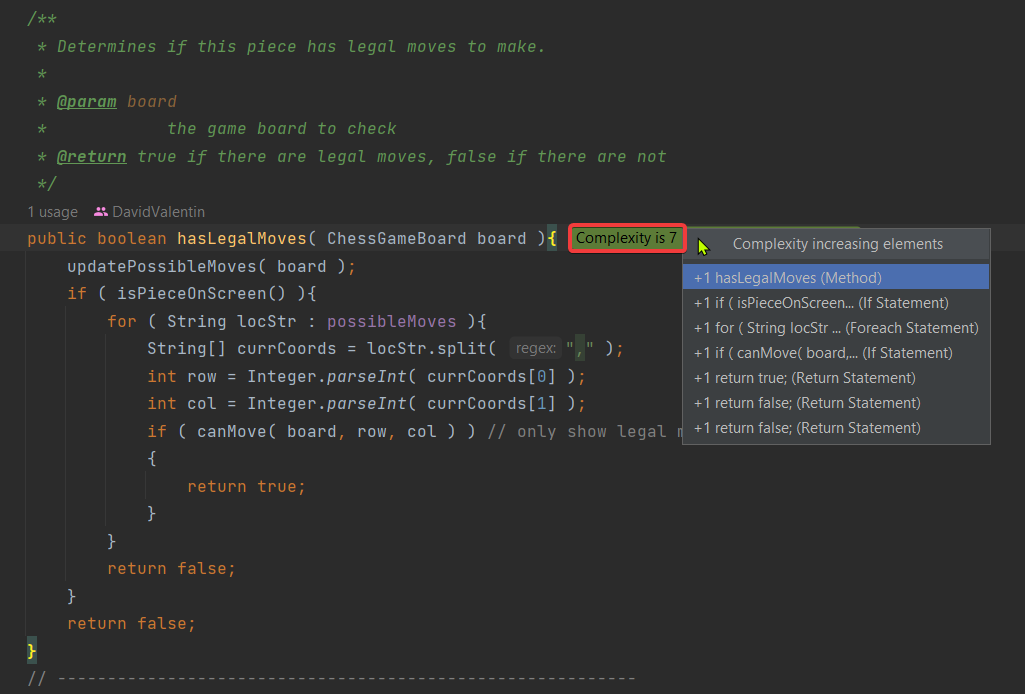 /**
* Determines if this piece has legal moves to make.
*
* @param board
* the game board to check
* @return true if there are legal moves, false if there are not
*/
1 usage DavidValentin
public boolean hasLegalMoves( ChessGameBoard board ){ Complexity is 7
updatePossibleMoves( board );
if ( isPieceOnScreen() ){
for ( String locStr : possibleMoves ){
String[] currCoords = locStr.split( regex: "," );
int row = Integer.parseInt( currCoords[0] );
int col = Integer.parseInt( currCoords[1] );
if ( canMove( board, row, col ) ) // only show legal
{
return true;
}
}
return false;
}
return false;
}
// ----------------------------------------------------------
Complexity increasing elements
+1 hasLegalMoves (Method)
+1 if ( isPieceOnScreen... (If Statement)
+1 for ( String locStr ... (Foreach Statement)
+1 if ( canMove( board,... (If Statement)
+1 return true; (Return Statement)
+1 return false; (Return Statement)
+1 return false; (Return Statement)